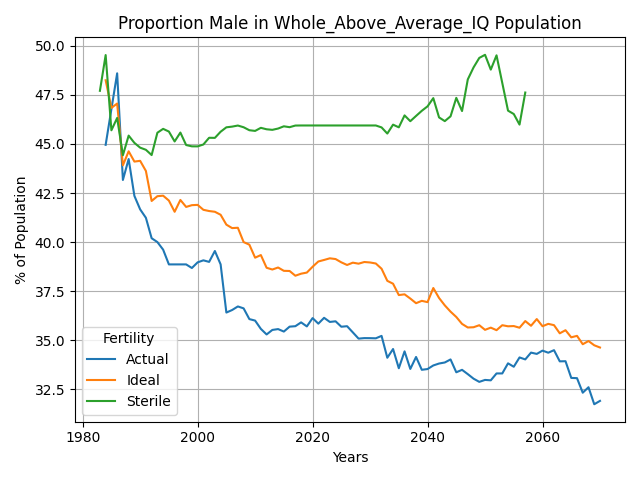 Proportion Male in Whole_Above_Average_IQ Population
50.0
47.5
45.0
42.5
40.0
37.5
35.0
32.5
% of Population
Fertility
Actual
Ideal
Sterile
1980
2000
2020
2040
2060
Years